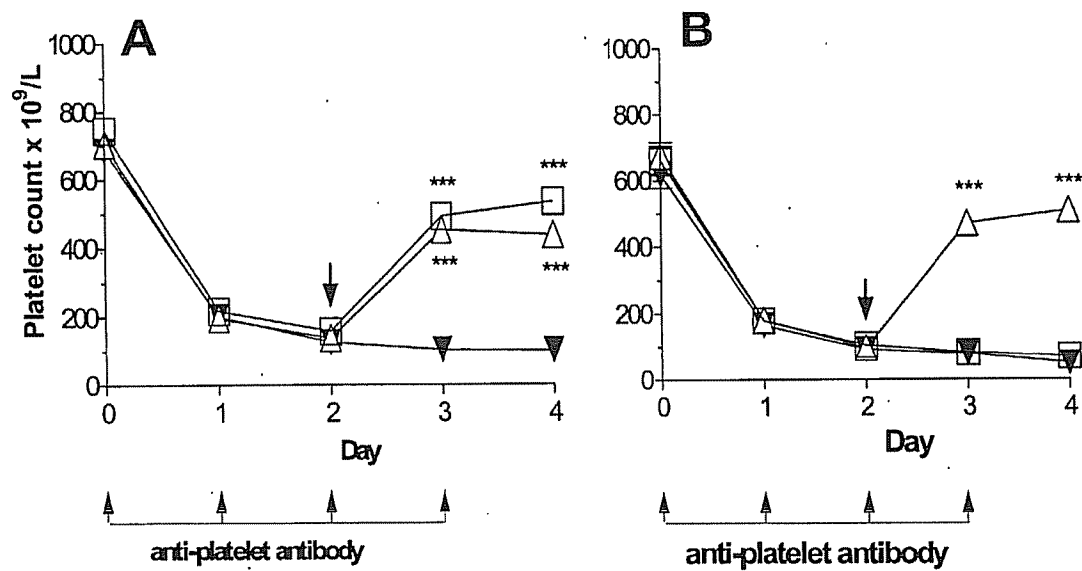 A
Platelet count x 10⁹/L
1000
800
600
400
200
0
***
***
***
***
0 1 2 3 4
Day
anti-platelet antibody
B
1000
800
600
400
200
0
***
***
0 1 2 3 4
Day
anti-platelet antibody